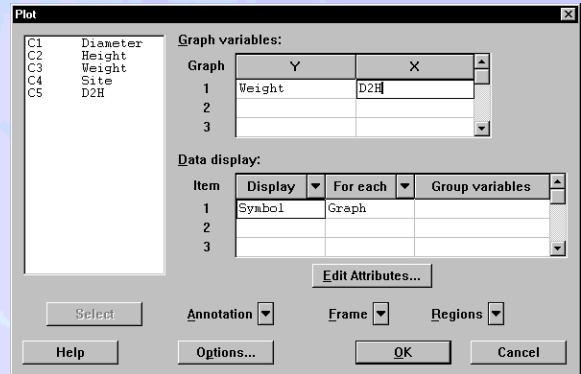 Plot
C1 Diameter
C2 Height
C3 Weight
C4 Site
C5 D2H
Graph variables:
Graph Y X
1 Weight D2H
2
3
Data display:
Item Display For each Group variables
1 Symbol Graph
2
3
Edit Attributes...
Select Annotation Frame Regions
Help Options... OK Cancel